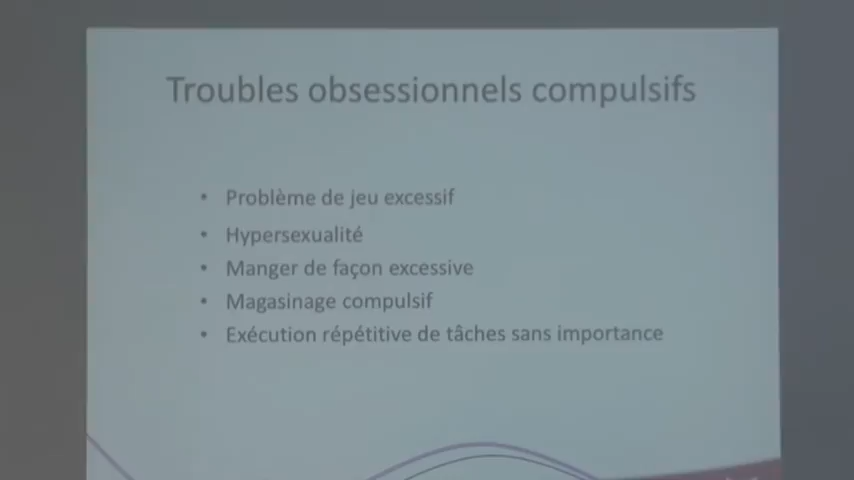 Troubles obsessionnels compulsifs
• Problème de jeu excessif
• Hypersexualité
• Manger de façon excessive
• Magasinage compulsif
• Exécution répétitive de tâches sans importance